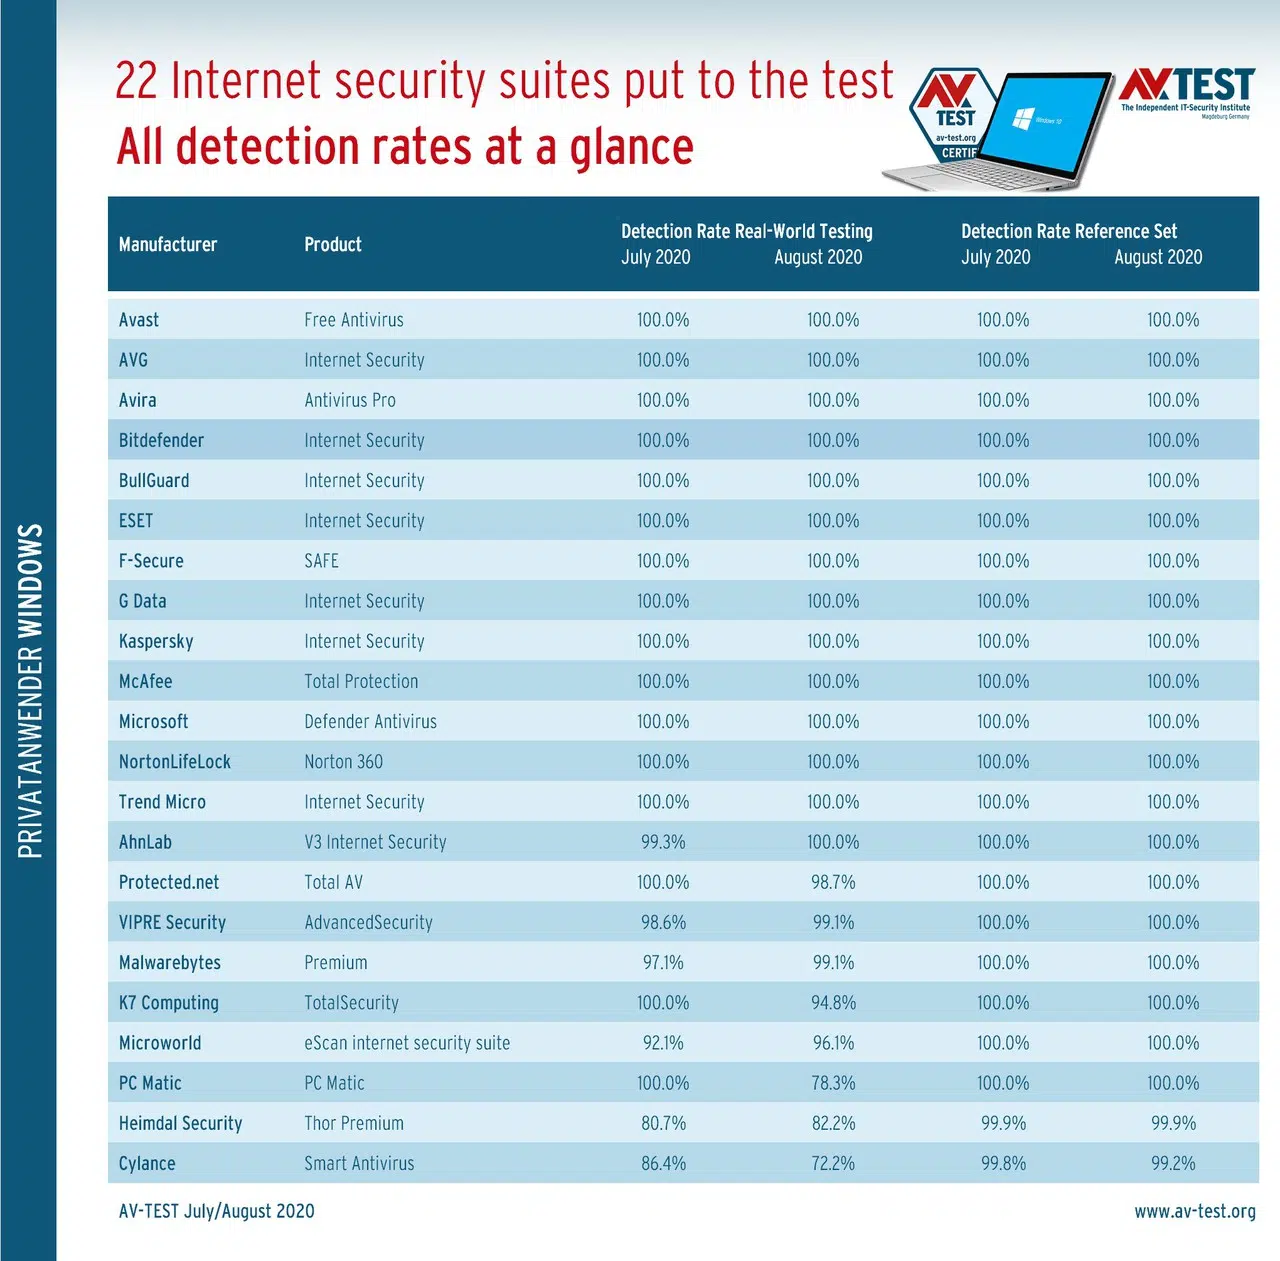 22 Internet security suites put to the test
All detection rates at a glance
AV TEST
av-test.org
CERTIF
Windows 10
AVTEST
The Independent IT-Security Institute
Magdeburg Germany
PRIVATANWENDER WINDOWS
Manufacturer Product Detection Rate Real-World Testing Detection Rate Reference Set
July 2020 August 2020 July 2020 August 2020
Avast Free Antivirus 100.0% 100.0% 100.0% 100.0%
AVG Internet Security 100.0% 100.0% 100.0% 100.0%
Avira Antivirus Pro 100.0% 100.0% 100.0% 100.0%
Bitdefender Internet Security 100.0% 100.0% 100.0% 100.0%
BullGuard Internet Security 100.0% 100.0% 100.0% 100.0%
ESET Internet Security 100.0% 100.0% 100.0% 100.0%
F-Secure SAFE 100.0% 100.0% 100.0% 100.0%
G Data Internet Security 100.0% 100.0% 100.0% 100.0%
Kaspersky Internet Security 100.0% 100.0% 100.0% 100.0%
McAfee Total Protection 100.0% 100.0% 100.0% 100.0%
Microsoft Defender Antivirus 100.0% 100.0% 100.0% 100.0%
NortonLifeLock Norton 360 100.0% 100.0% 100.0% 100.0%
Trend Micro Internet Security 100.0% 100.0% 100.0% 100.0%
AhnLab V3 Internet Security 99.3% 100.0% 100.0% 100.0%
Protected.net Total AV 100.0% 98.7% 100.0% 100.0%
VIPRE Security AdvancedSecurity 98.6% 99.1% 100.0% 100.0%
Malwarebytes Premium 97.1% 99.1% 100.0% 100.0%
K7 Computing TotalSecurity 100.0% 94.8% 100.0% 100.0%
Microworld eScan internet security suite 92.1% 96.1% 100.0% 100.0%
PC Matic PC Matic 100.0% 78.3% 100.0% 100.0%
Heimdal Security Thor Premium 80.7% 82.2% 99.9% 99.9%
Cylance Smart Antivirus 86.4% 72.2% 99.8% 99.2%
AV-TEST July/August 2020 www.av-test.org